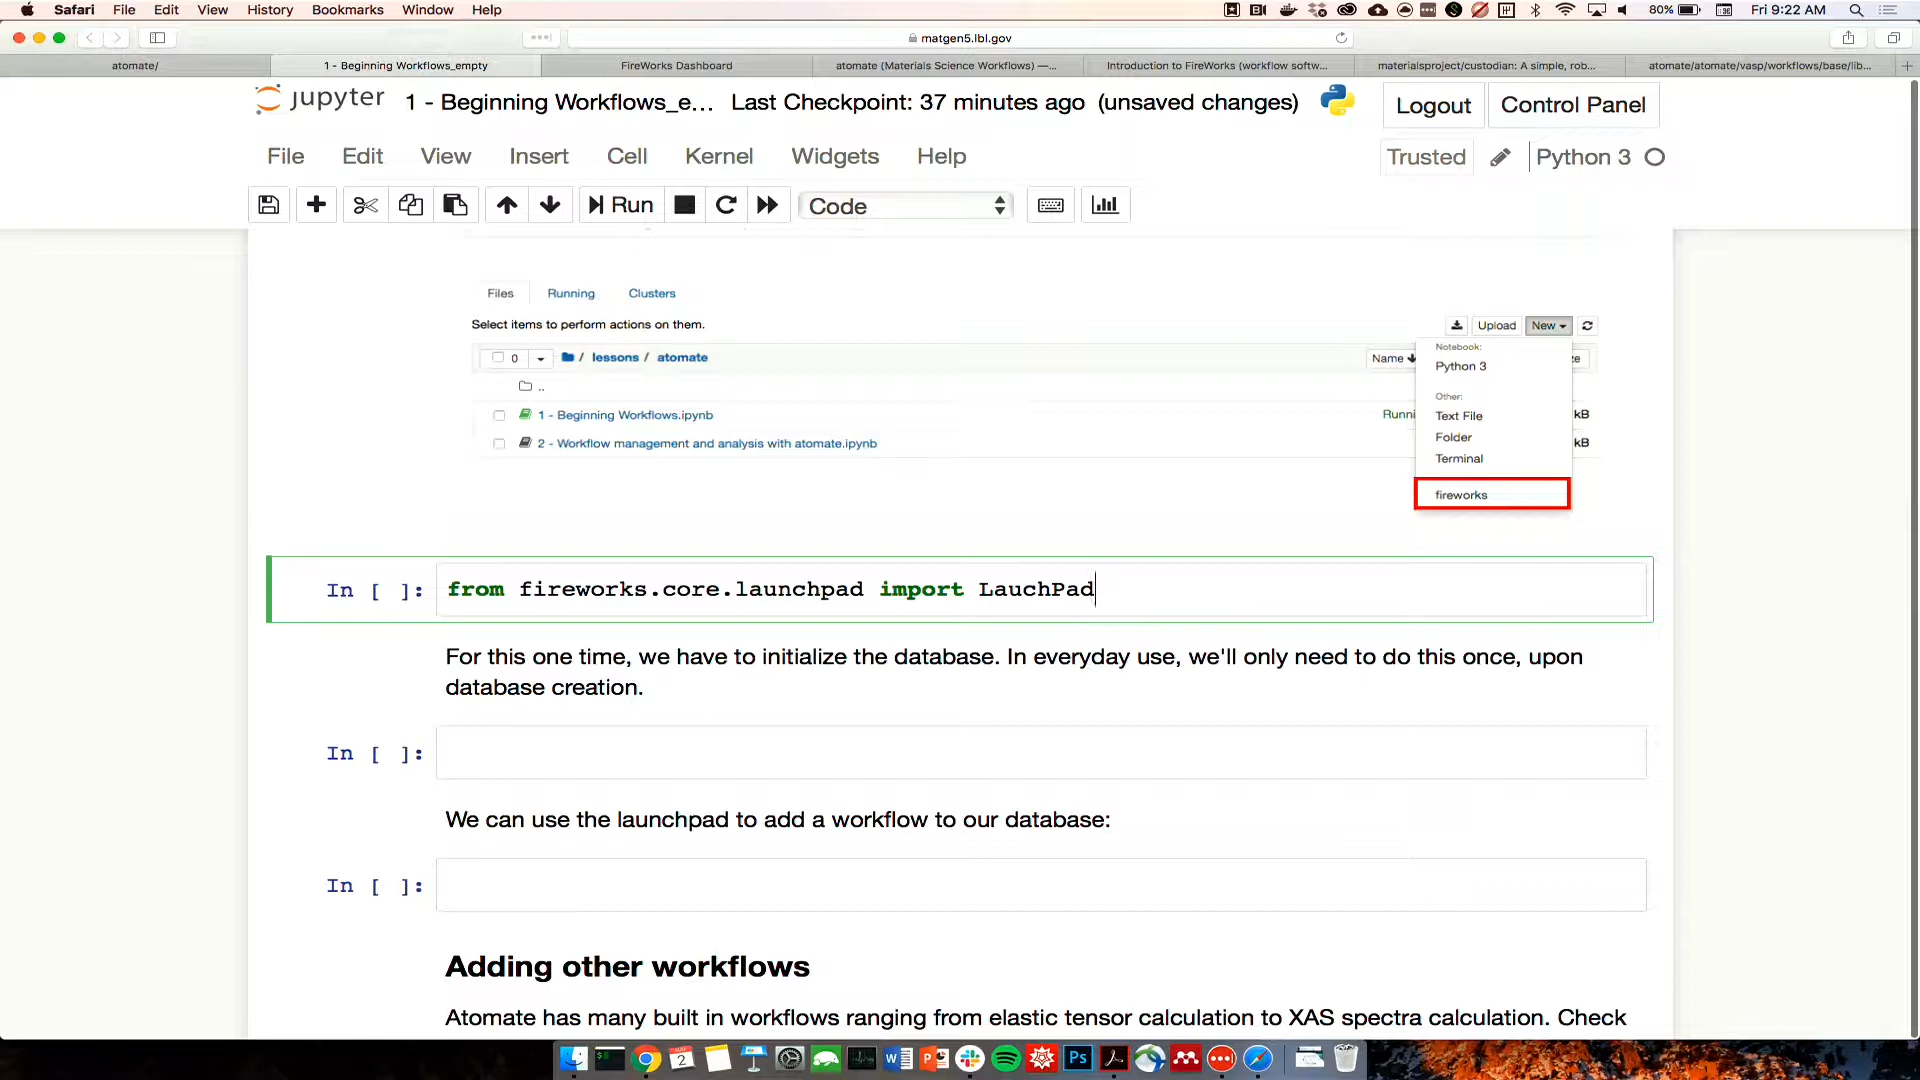 Safari File Edit View History Bookmarks Window Help 80% Fri 9:22 AM
matgen5.lbl.gov
atomate/ 1 - Beginning Workflows_empty FireWorks Dashboard atomate (Materials Science Workflows) —... Introduction to FireWorks (workflow softw... materialsproject/custodian: A simple, rob... atomate/atomate/vasp/workflows/base/lib...
jupyter 1 - Beginning Workflows_e... Last Checkpoint: 37 minutes ago (unsaved changes) Logout Control Panel
File Edit View Insert Cell Kernel Widgets Help Trusted Python 3
Run Code
Files Running Clusters
Select items to perform actions on them. Upload New
0 / lessons / atomate Name
Notebook:
Python 3
..
Other:
1 - Beginning Workflows.ipynb Runni Text File kB
Folder
2 - Workflow management and analysis with atomate.ipynb kB
Terminal
fireworks
In [ ]: from fireworks.core.launchpad import LauchPad
For this one time, we have to initialize the database. In everyday use, we'll only need to do this once, upon
database creation.
In [ ]:
We can use the launchpad to add a workflow to our database:
In [ ]:
Adding other workflows
Atomate has many built in workflows ranging from elastic tensor calculation to XAS spectra calculation. Check